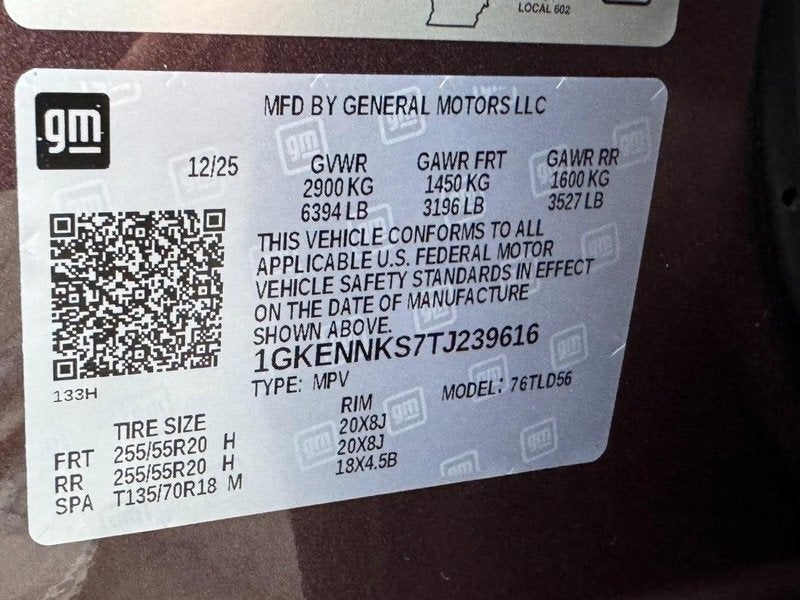 LOCAL 602
gm
MFD BY GENERAL MOTORS LLC
12/25 GVWR GAWR FRT GAWR RR
2900 KG 1450 KG 1600 KG
6394 LB 3196 LB 3527 LB
THIS VEHICLE CONFORMS TO ALL
APPLICABLE U.S. FEDERAL MOTOR
VEHICLE SAFETY STANDARDS IN EFFECT
ON THE DATE OF MANUFACTURE
SHOWN ABOVE.
1GKENNKS7TJ239616
TYPE: MPV MODEL: 76TLD56
133H
TIRE SIZE RIM
FRT 255/55R20 H 20X8J
RR 255/55R20 H 20X8J
SPA T135/70R18 M 18X4.5B